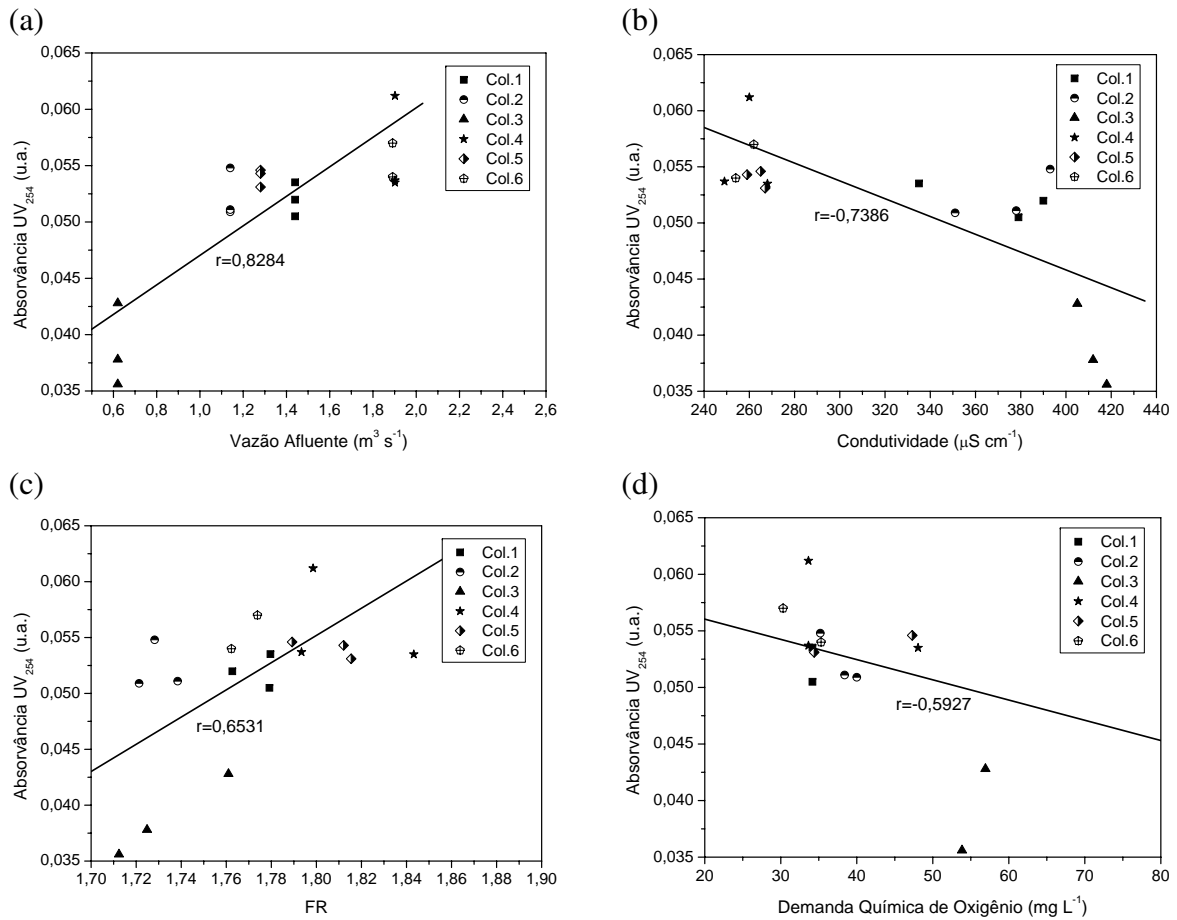 (a)
0,065
0,060
0,055
0,050
0,045
0,040
0,035
Absorvância UV254 (u.a.)
Col.1
Col.2
Col.3
Col.4
Col.5
Col.6
r=0,8284
0,6 0,8 1,0 1,2 1,4 1,6 1,8 2,0 2,2 2,4 2,6
Vazão Afluente (m³ s⁻¹)
(b)
0,065
0,060
0,055
0,050
0,045
0,040
0,035
Absorvância UV254 (u.a.)
Col.1
Col.2
Col.3
Col.4
Col.5
Col.6
r=-0,7386
240 260 280 300 320 340 360 380 400 420 440
Condutividade (μS cm⁻¹)
(c)
0,065
0,060
0,055
0,050
0,045
0,040
0,035
Absorvância UV254 (u.a.)
Col.1
Col.2
Col.3
Col.4
Col.5
Col.6
r=0,6531
1,70 1,72 1,74 1,76 1,78 1,80 1,82 1,84 1,86 1,88 1,90
FR
(d)
0,065
0,060
0,055
0,050
0,045
0,040
0,035
Absorvância UV254 (u.a.)
Col.1
Col.2
Col.3
Col.4
Col.5
Col.6
r=-0,5927
20 30 40 50 60 70 80
Demanda Química de Oxigênio (mg L⁻¹)